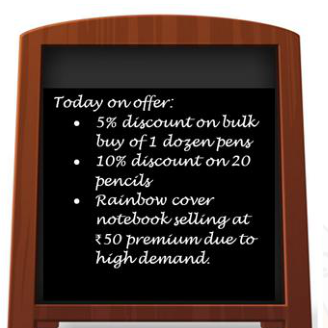 Today on offer:
• 5% discount on bulk
buy of 1 dozen pens
• 10% discount on 20
pencils
• Rainbow cover
notebook selling at
₹50 premium due to
high demand.